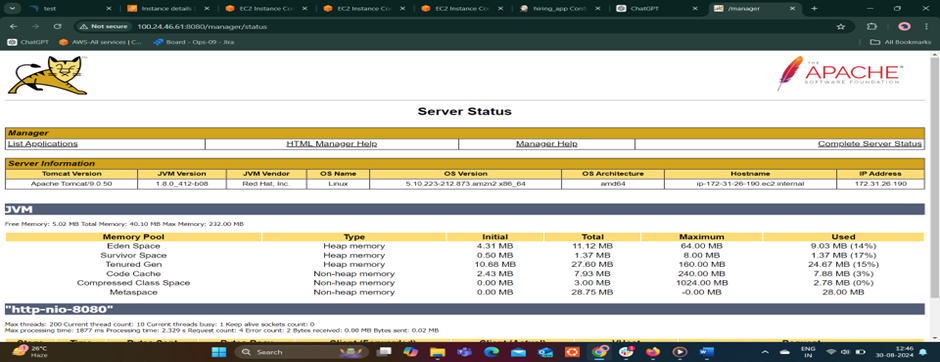 test
Instance details
EC2 Instance Con
EC2 Instance Con
EC2 Instance Con
hiring_app Conf
ChatGPT
/manager
Not secure
100.24.46.61:8080/manager/status
ChatGPT
AWS-All services | C...
Board - Ops-09 - Jira
All Bookmarks
THE
APACHE
SOFTWARE FOUNDATION
Server Status
Manager
List Applications HTML Manager Help Manager Help Complete Server Status
Server Information
Tomcat Version JVM Version JVM Vendor OS Name OS Version OS Architecture Hostname IP Address
Apache Tomcat/9.0.50 1.8.0_412-b08 Red Hat, Inc. Linux 5.10.223-212.873.amzn2.x86_64 amd64 ip-172-31-26-190.ec2.internal 172.31.26.190
JVM
Free Memory: 5.02 MB Total Memory: 40.10 MB Max Memory: 232.00 MB
Memory Pool Type Initial Total Maximum Used
Eden Space Heap memory 4.31 MB 11.12 MB 64.00 MB 9.03 MB (14%)
Survivor Space Heap memory 0.50 MB 1.37 MB 8.00 MB 1.37 MB (17%)
Tenured Gen Heap memory 10.68 MB 27.60 MB 160.00 MB 24.67 MB (15%)
Code Cache Non-heap memory 2.43 MB 7.93 MB 240.00 MB 7.88 MB (3%)
Compressed Class Space Non-heap memory 0.00 MB 3.00 MB 1024.00 MB 2.78 MB (0%)
Metaspace Non-heap memory 0.00 MB 28.75 MB -0.00 MB 28.00 MB
"http-nio-8080"
Max threads: 200 Current thread count: 10 Current threads busy: 1 Keep alive sockets count: 0
Max processing time: 1877 ms Processing time: 2.329 s Request count: 4 Error count: 2 Bytes received: 0.00 MB Bytes sent: 0.02 MB
26°C
Haze
Search
ENG
IN
12:46
30-08-2024